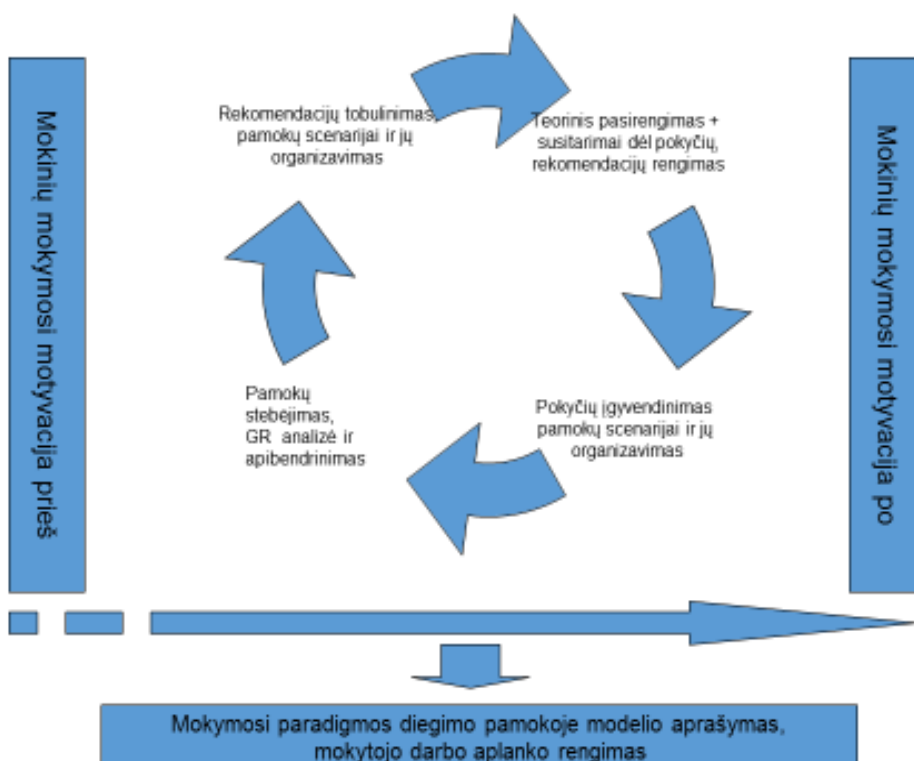 Mokinių mokymosi motyvacija prieš
Rekomendacijų tobulinimas,
pamokų scenarijai ir jų
organizavimas
Teorinis pasirengimas +
susitarimai dėl pokyčių,
rekomendacijų rengimas
Pamokų
stebėjimas,
GR analizė ir
apibendrinimas
Pokyčių įgyvendinimas
pamokų scenarijai ir jų
organizavimas
Mokinių mokymosi motyvacija po
Mokymosi paradigmos diegimo pamokoje modelio aprašymas,
mokytojo darbo aplanko rengimas